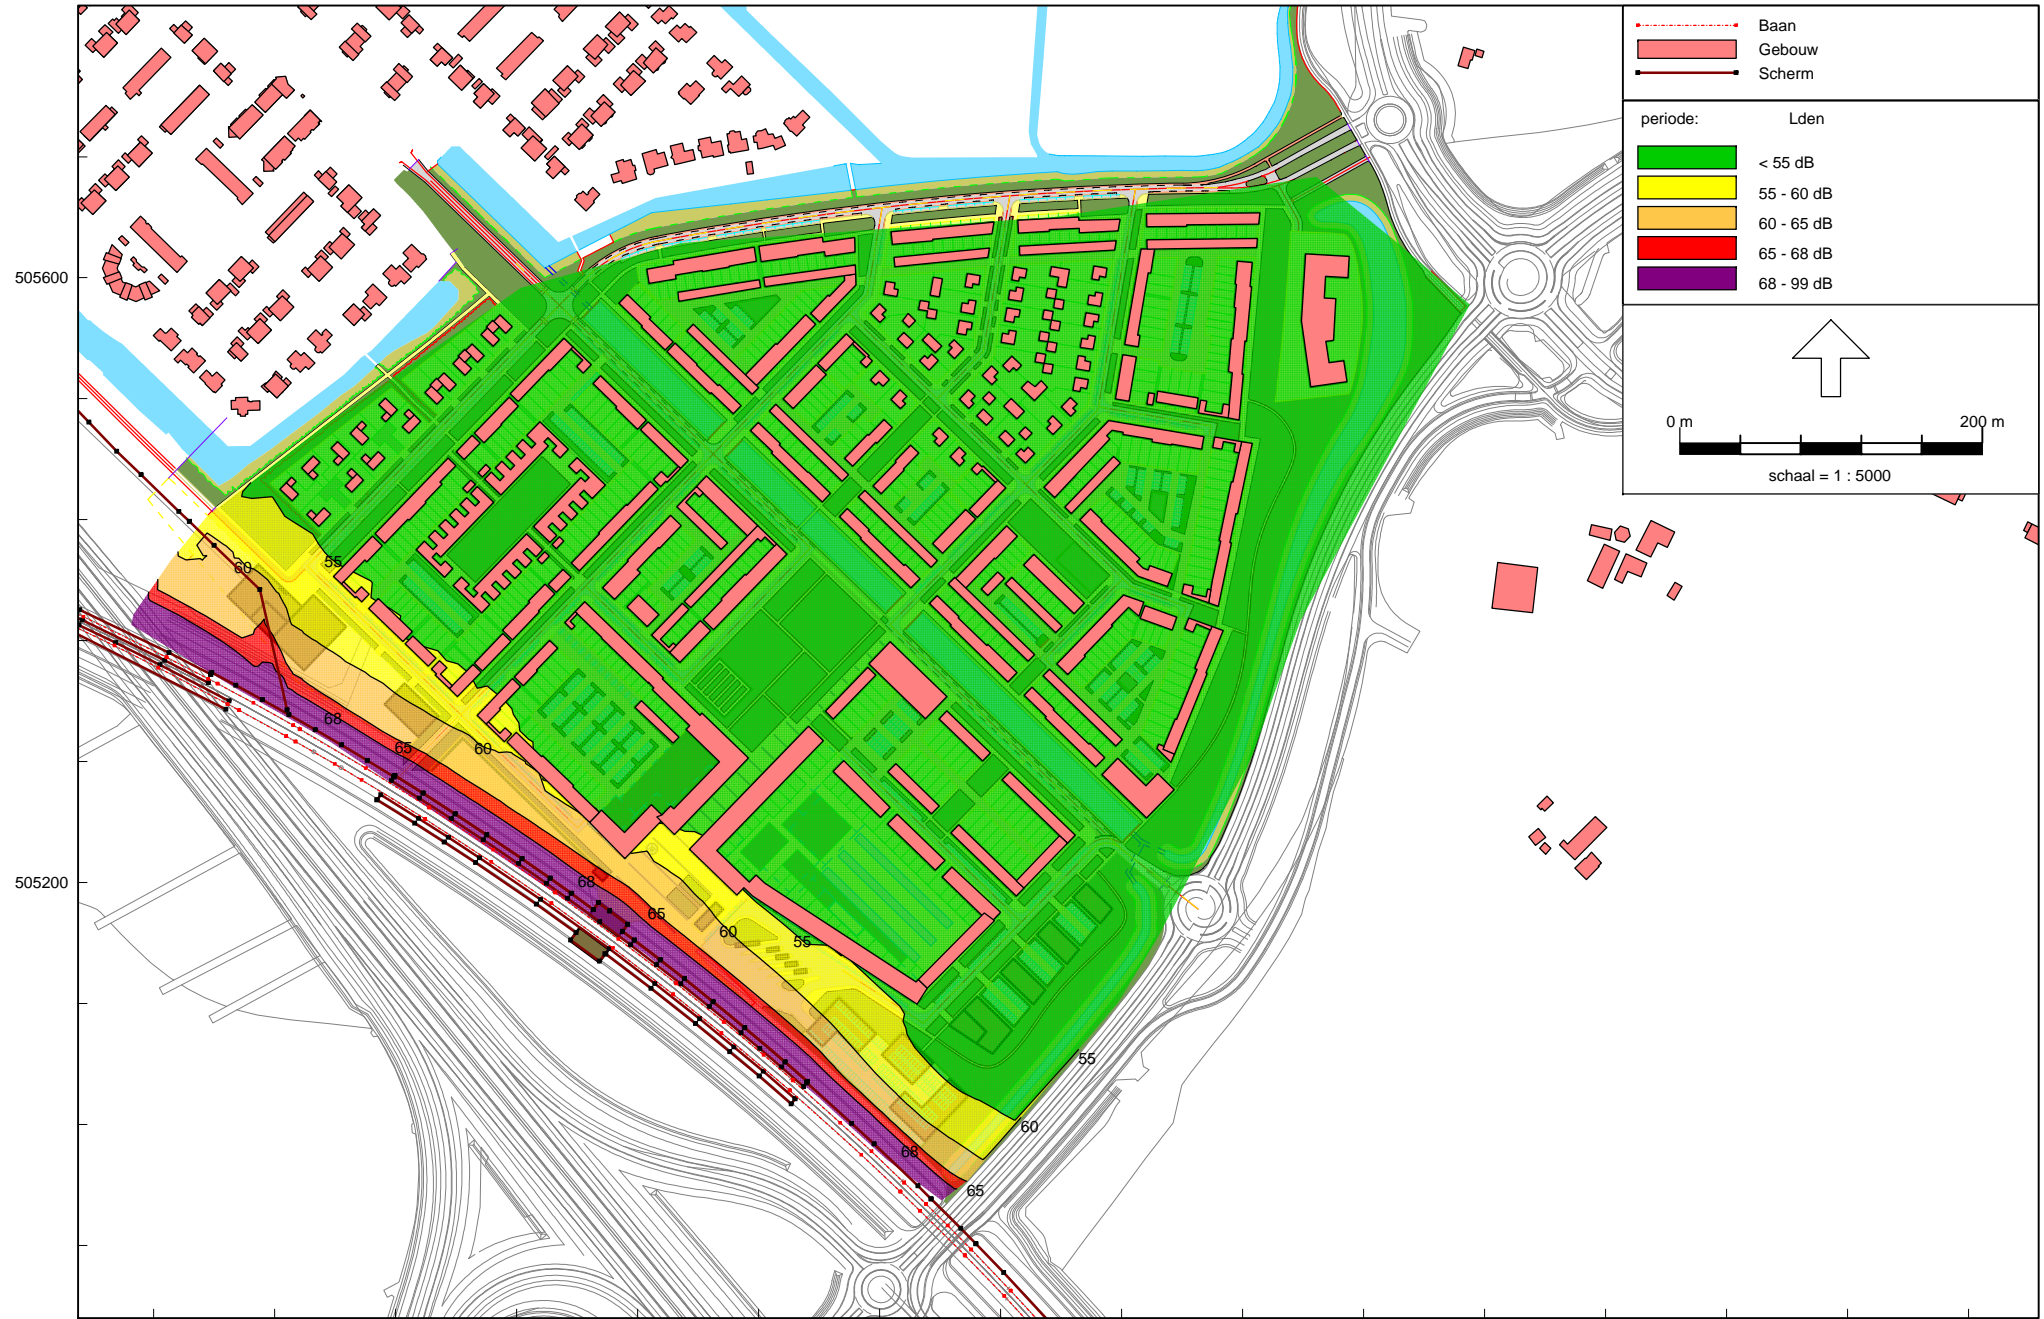 Baan
Gebouw
Scherm
periode: Lden
< 55 dB
55 - 60 dB
60 - 65 dB
65 - 68 dB
68 - 99 dB
0 m 200 m
schaal = 1 : 5000
505600
505200
55
60
68
65
60
68
65
60
55
55
60
68
65